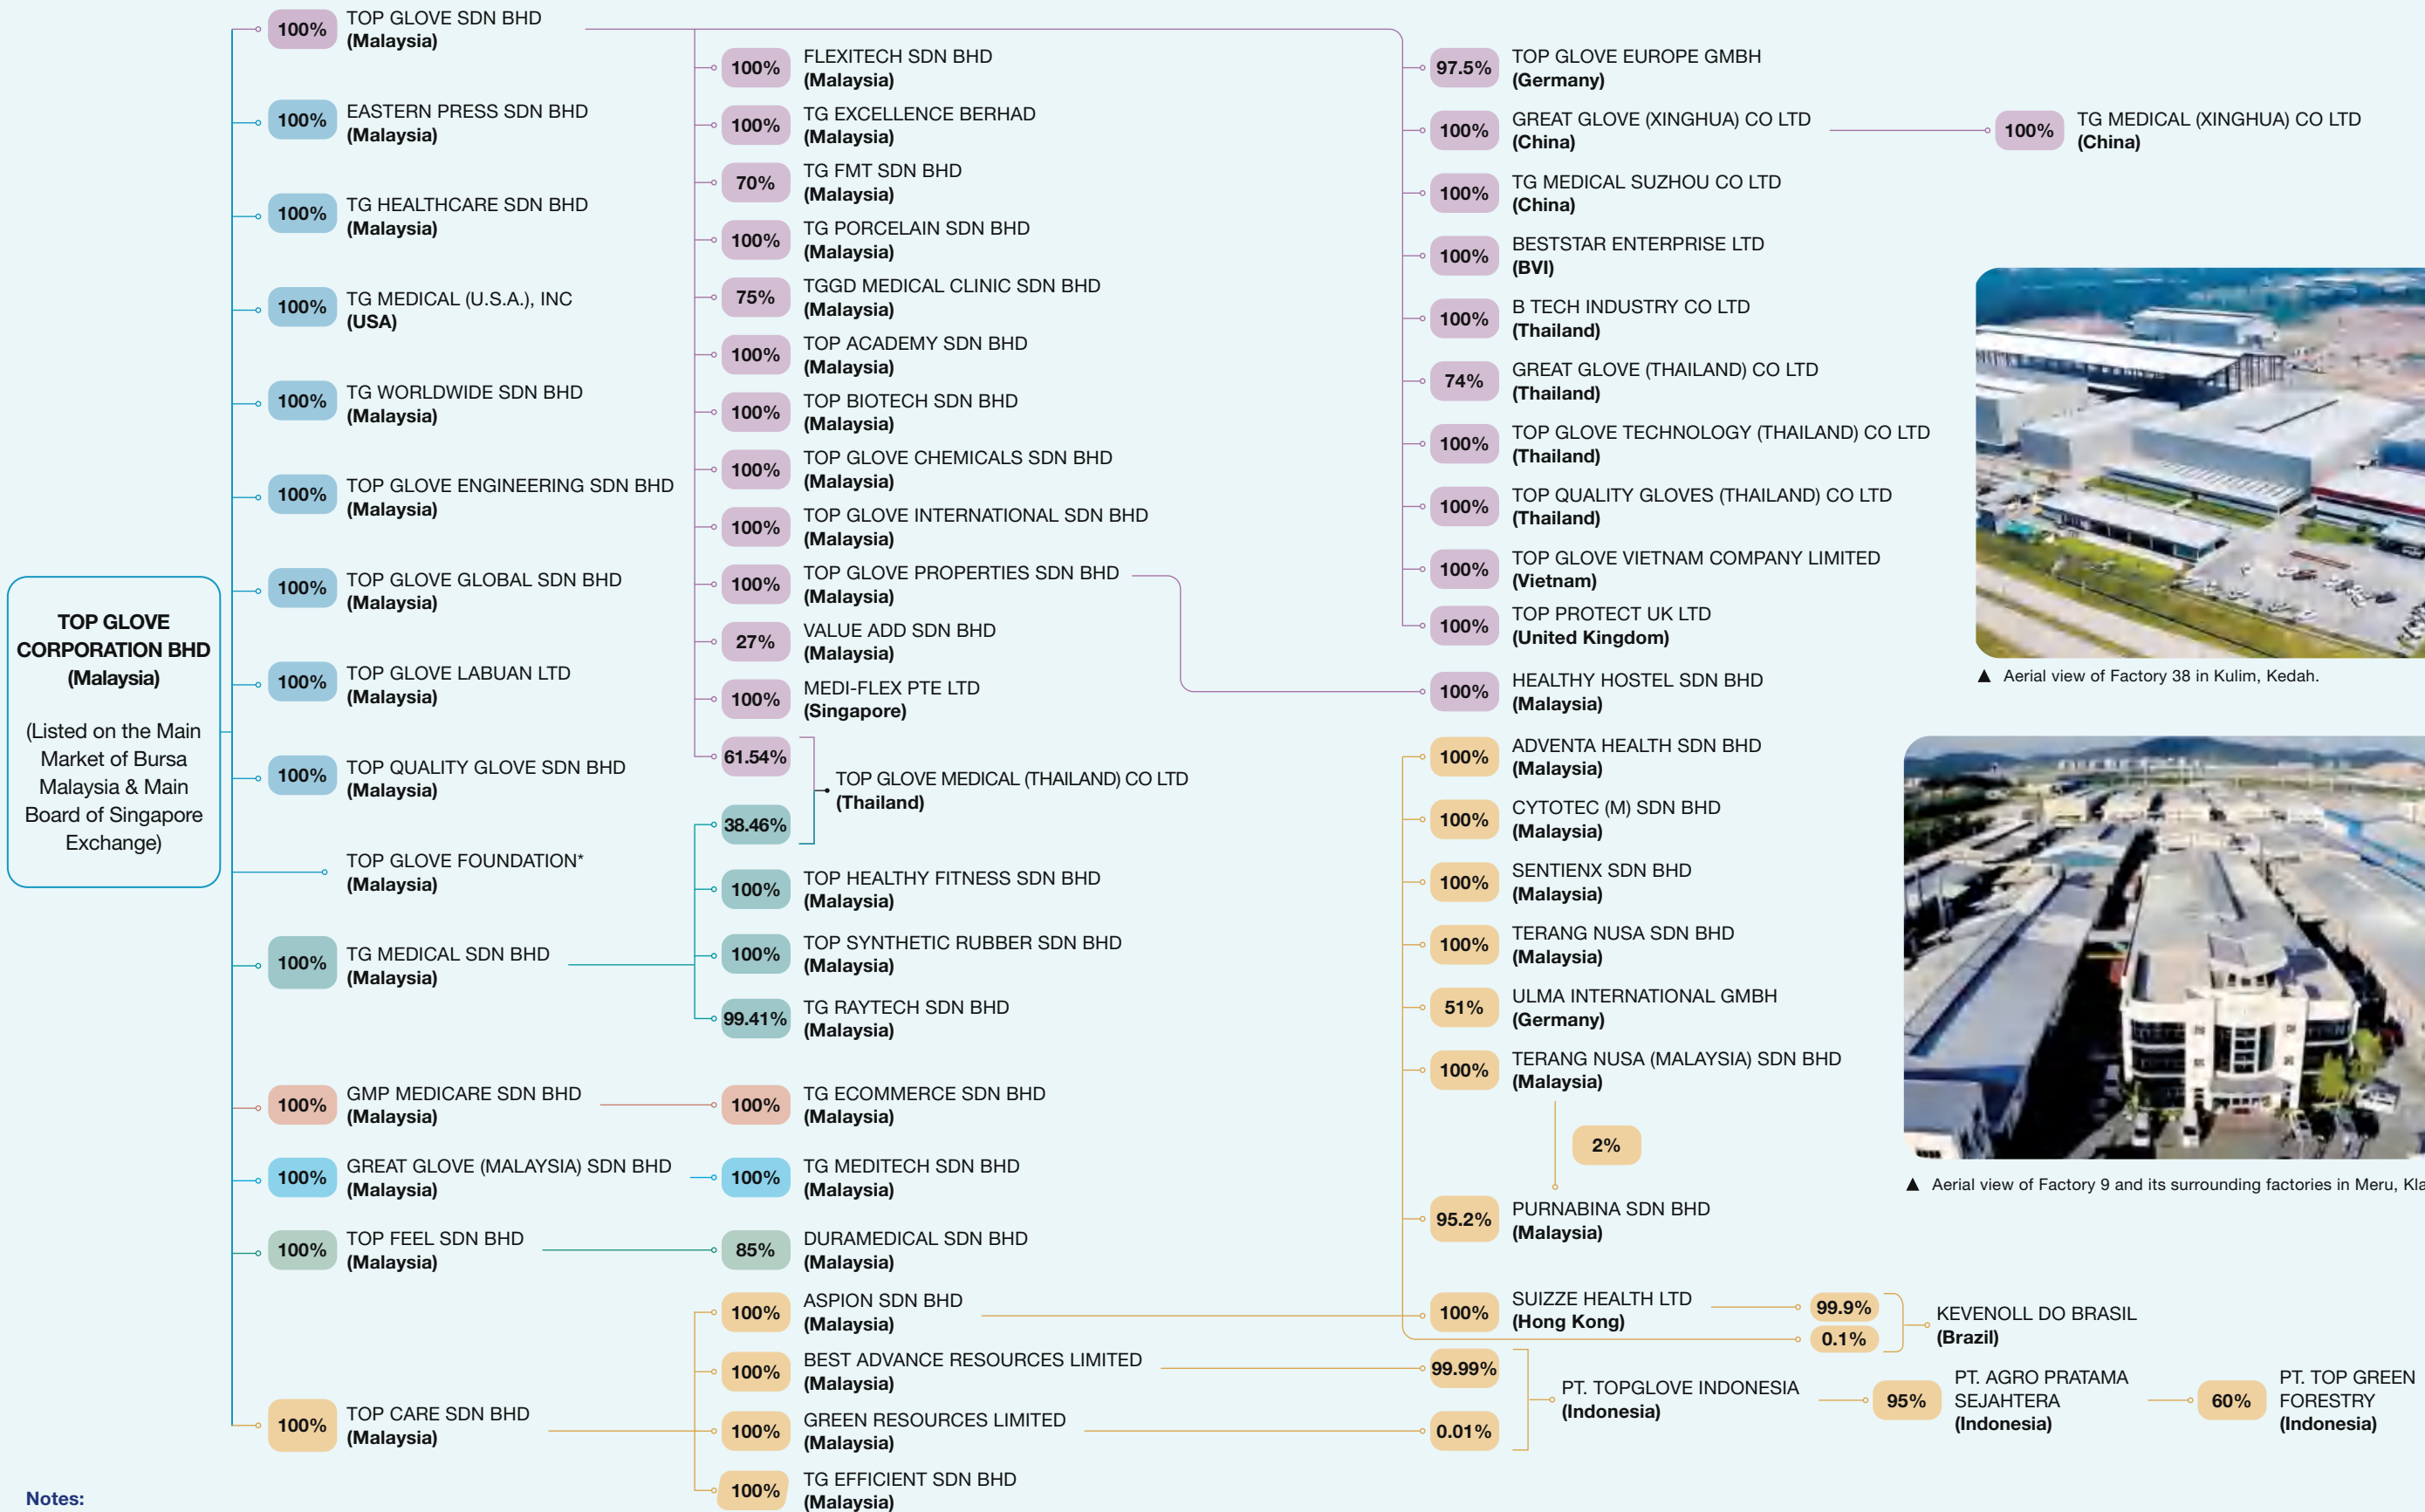 TOP GLOVE
CORPORATION BHD
(Malaysia)
(Listed on the Main
Market of Bursa
Malaysia & Main
Board of Singapore
Exchange)
100%
TOP GLOVE SDN BHD
(Malaysia)
100%
EASTERN PRESS SDN BHD
(Malaysia)
100%
TG HEALTHCARE SDN BHD
(Malaysia)
100%
TG MEDICAL (U.S.A.), INC
(USA)
100%
TG WORLDWIDE SDN BHD
(Malaysia)
100%
TOP GLOVE ENGINEERING SDN BHD
(Malaysia)
100%
TOP GLOVE GLOBAL SDN BHD
(Malaysia)
100%
TOP GLOVE LABUAN LTD
(Malaysia)
100%
TOP QUALITY GLOVE SDN BHD
(Malaysia)
TOP GLOVE FOUNDATION*
(Malaysia)
100%
TG MEDICAL SDN BHD
(Malaysia)
100%
GMP MEDICARE SDN BHD
(Malaysia)
100%
GREAT GLOVE (MALAYSIA) SDN BHD
(Malaysia)
100%
TOP FEEL SDN BHD
(Malaysia)
100%
TOP CARE SDN BHD
(Malaysia)
100%
FLEXITECH SDN BHD
(Malaysia)
100%
TG EXCELLENCE BERHAD
(Malaysia)
70%
TG FMT SDN BHD
(Malaysia)
100%
TG PORCELAIN SDN BHD
(Malaysia)
75%
TGGD MEDICAL CLINIC SDN BHD
(Malaysia)
100%
TOP ACADEMY SDN BHD
(Malaysia)
100%
TOP BIOTECH SDN BHD
(Malaysia)
100%
TOP GLOVE CHEMICALS SDN BHD
(Malaysia)
100%
TOP GLOVE INTERNATIONAL SDN BHD
(Malaysia)
100%
TOP GLOVE PROPERTIES SDN BHD
(Malaysia)
27%
VALUE ADD SDN BHD
(Malaysia)
100%
MEDI-FLEX PTE LTD
(Singapore)
61.54%
38.46%
TOP GLOVE MEDICAL (THAILAND) CO LTD
(Thailand)
100%
TOP HEALTHY FITNESS SDN BHD
(Malaysia)
100%
TOP SYNTHETIC RUBBER SDN BHD
(Malaysia)
99.41%
TG RAYTECH SDN BHD
(Malaysia)
100%
TG ECOMMERCE SDN BHD
(Malaysia)
100%
TG MEDITECH SDN BHD
(Malaysia)
85%
DURAMEDICAL SDN BHD
(Malaysia)
100%
ASPION SDN BHD
(Malaysia)
100%
BEST ADVANCE RESOURCES LIMITED
(Malaysia)
100%
GREEN RESOURCES LIMITED
(Malaysia)
100%
TG EFFICIENT SDN BHD
(Malaysia)
97.5%
TOP GLOVE EUROPE GMBH
(Germany)
100%
GREAT GLOVE (XINGHUA) CO LTD
(China)
100%
TG MEDICAL (XINGHUA) CO LTD
(China)
100%
TG MEDICAL SUZHOU CO LTD
(China)
100%
BESTSTAR ENTERPRISE LTD
(BVI)
100%
B TECH INDUSTRY CO LTD
(Thailand)
74%
GREAT GLOVE (THAILAND) CO LTD
(Thailand)
100%
TOP GLOVE TECHNOLOGY (THAILAND) CO LTD
(Thailand)
100%
TOP QUALITY GLOVES (THAILAND) CO LTD
(Thailand)
100%
TOP GLOVE VIETNAM COMPANY LIMITED
(Vietnam)
100%
TOP PROTECT UK LTD
(United Kingdom)
100%
HEALTHY HOSTEL SDN BHD
(Malaysia)
100%
ADVENTA HEALTH SDN BHD
(Malaysia)
100%
CYTOTEC (M) SDN BHD
(Malaysia)
100%
SENTIENX SDN BHD
(Malaysia)
100%
TERANG NUSA SDN BHD
(Malaysia)
51%
ULMA INTERNATIONAL GMBH
(Germany)
100%
TERANG NUSA (MALAYSIA) SDN BHD
(Malaysia)
2%
95.2%
PURNABINA SDN BHD
(Malaysia)
100%
SUIZZE HEALTH LTD
(Hong Kong)
99.9%
0.1%
KEVENOLL DO BRASIL
(Brazil)
99.99%
0.01%
PT. TOPGLOVE INDONESIA
(Indonesia)
95%
PT. AGRO PRATAMA
SEJAHTERA
(Indonesia)
60%
PT. TOP GREEN
FORESTRY
(Indonesia)
▲ Aerial view of Factory 38 in Kulim, Kedah.
▲ Aerial view of Factory 9 and its surrounding factories in Meru, Kla
Notes: